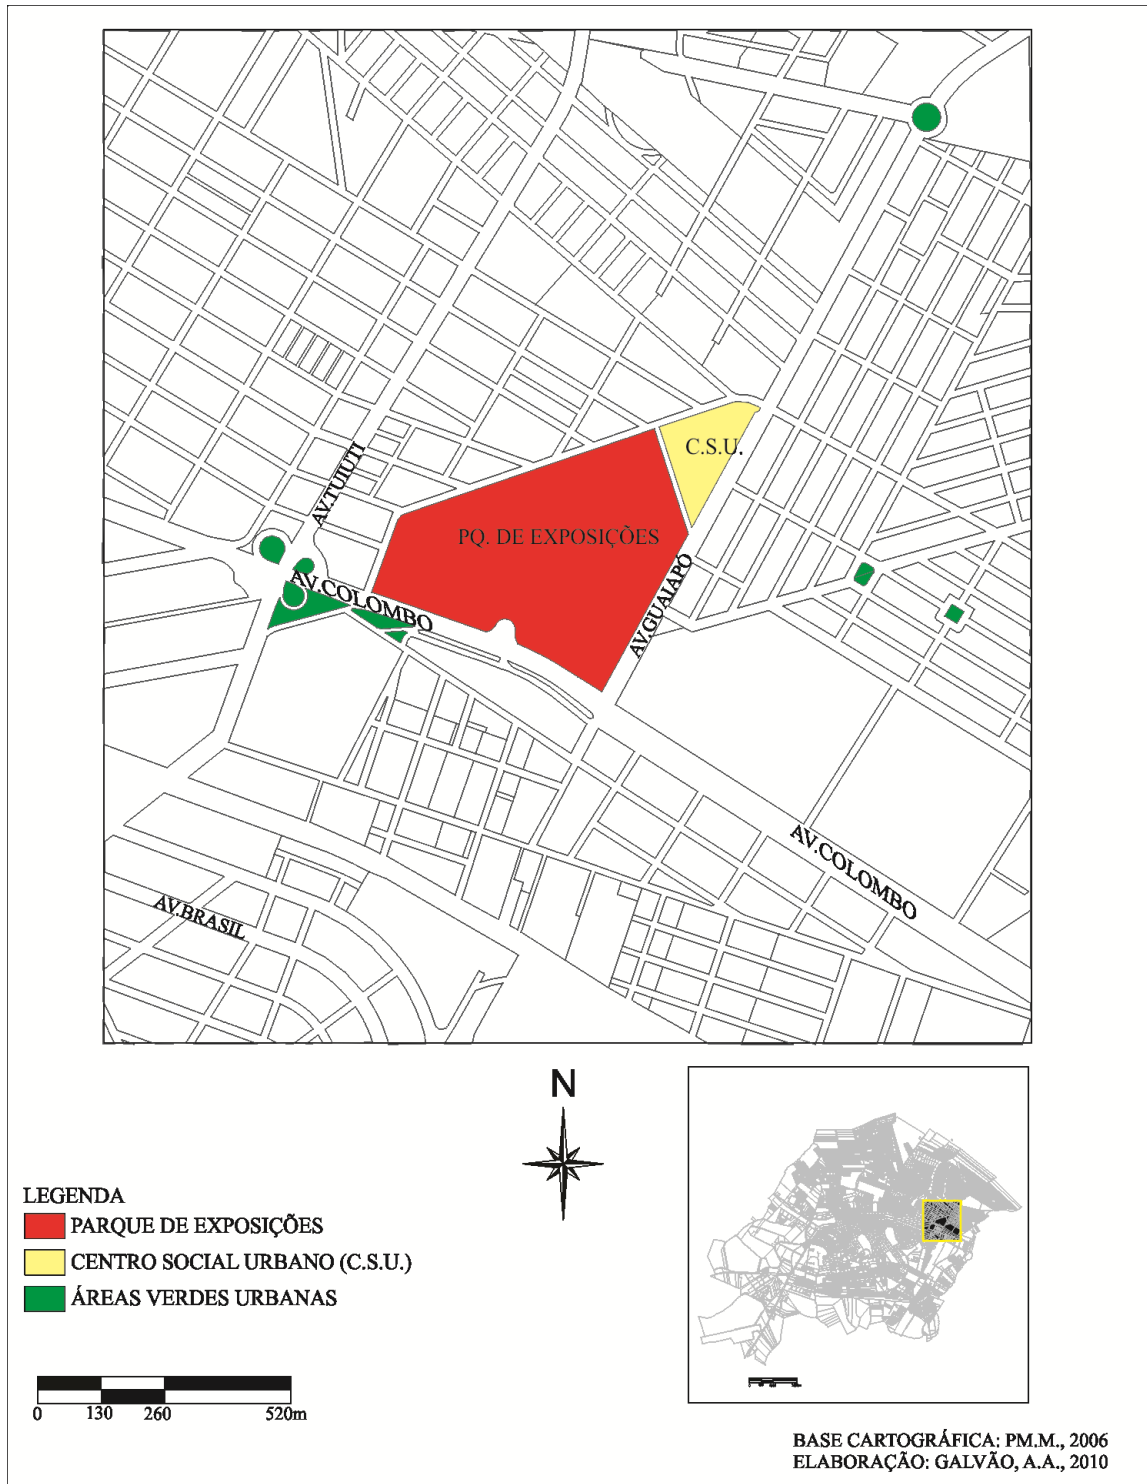 C.S.U.
AV.TUIUTI
PQ. DE EXPOSIÇÕES
AV.COLOMBO
AV.GUAIAPÓ
AV.COLOMBO
AV.BRASIL
N
LEGENDA
PARQUE DE EXPOSIÇÕES
CENTRO SOCIAL URBANO (C.S.U.)
ÁREAS VERDES URBANAS
0 130 260 520m
BASE CARTOGRÁFICA: PM.M., 2006
ELABORAÇÃO: GALVÃO, A.A., 2010